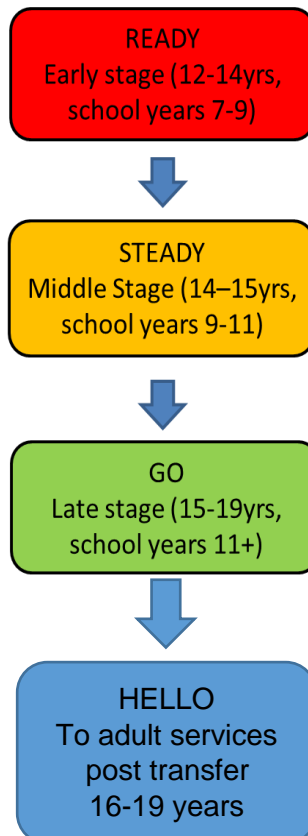 READY
Early stage (12-14yrs,
school years 7-9)
STEADY
Middle Stage (14–15yrs,
school years 9-11)
GO
Late stage (15-19yrs,
school years 11+)
HELLO
To adult services
post transfer
16-19 years